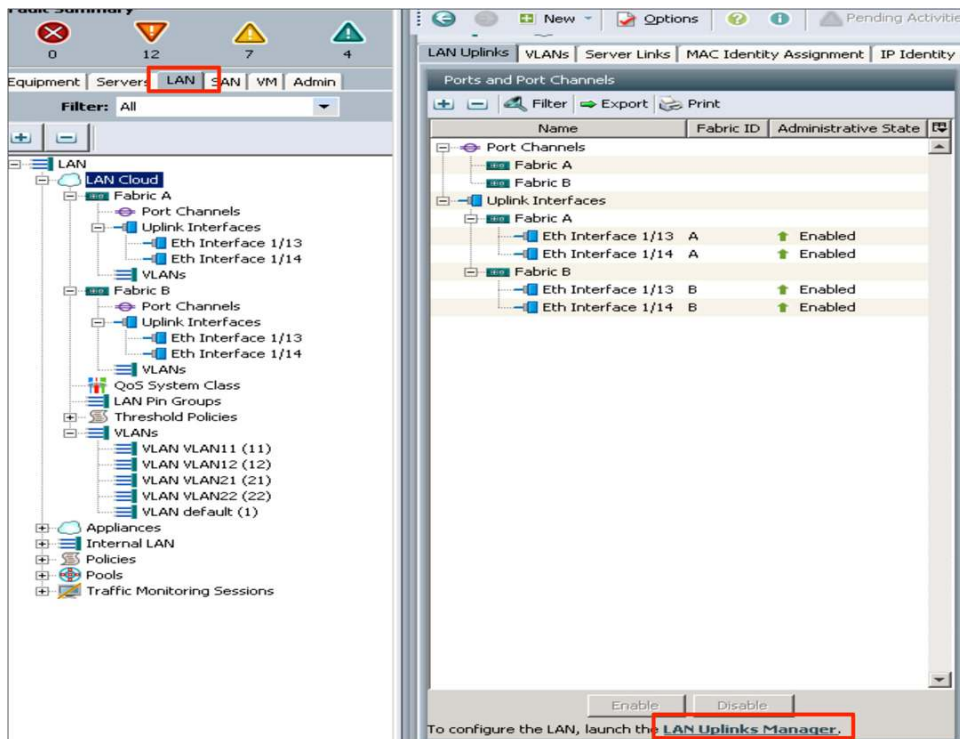 Fault Summary
0 12 7 4
Equipment Servers LAN SAN VM Admin
Filter: All
LAN
LAN Cloud
Fabric A
Port Channels
Uplink Interfaces
Eth Interface 1/13
Eth Interface 1/14
VLANs
Fabric B
Port Channels
Uplink Interfaces
Eth Interface 1/13
Eth Interface 1/14
VLANs
QoS System Class
LAN Pin Groups
Threshold Policies
VLANs
VLAN VLAN11 (11)
VLAN VLAN12 (12)
VLAN VLAN21 (21)
VLAN VLAN22 (22)
VLAN default (1)
Appliances
Internal LAN
Policies
Pools
Traffic Monitoring Sessions
New Options Pending Activitie
LAN Uplinks VLANs Server Links MAC Identity Assignment IP Identity
Ports and Port Channels
Filter Export Print
Name Fabric ID Administrative State
Port Channels
Fabric A
Fabric B
Uplink Interfaces
Fabric A
Eth Interface 1/13 A Enabled
Eth Interface 1/14 A Enabled
Fabric B
Eth Interface 1/13 B Enabled
Eth Interface 1/14 B Enabled
Enable Disable
To configure the LAN, launch the LAN Uplinks Manager.